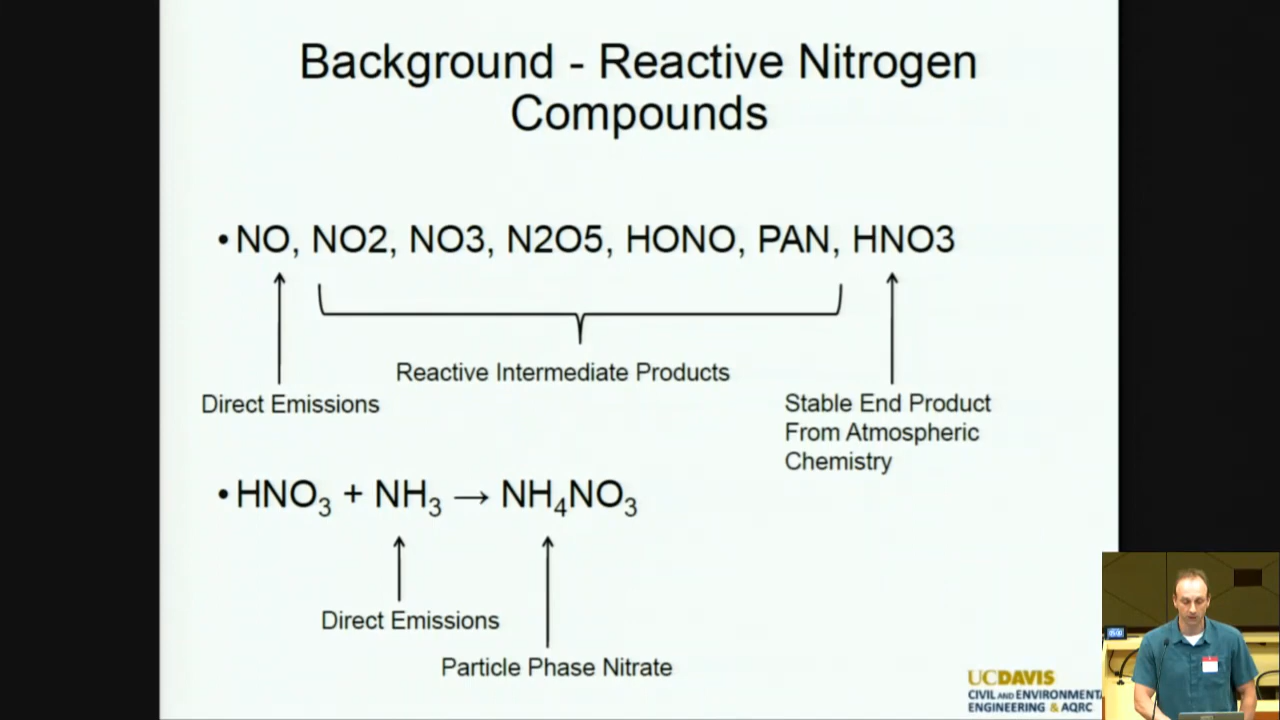 Background - Reactive Nitrogen
Compounds
• NO, NO2, NO3, N2O5, HONO, PAN, HNO3
Reactive Intermediate Products
Direct Emissions
Stable End Product
From Atmospheric
Chemistry
• HNO₃ + NH₃ → NH₄NO₃
Direct Emissions
Particle Phase Nitrate
UCDAVIS
CIVIL AND ENVIRONMENTA
ENGINEERING & AQRC